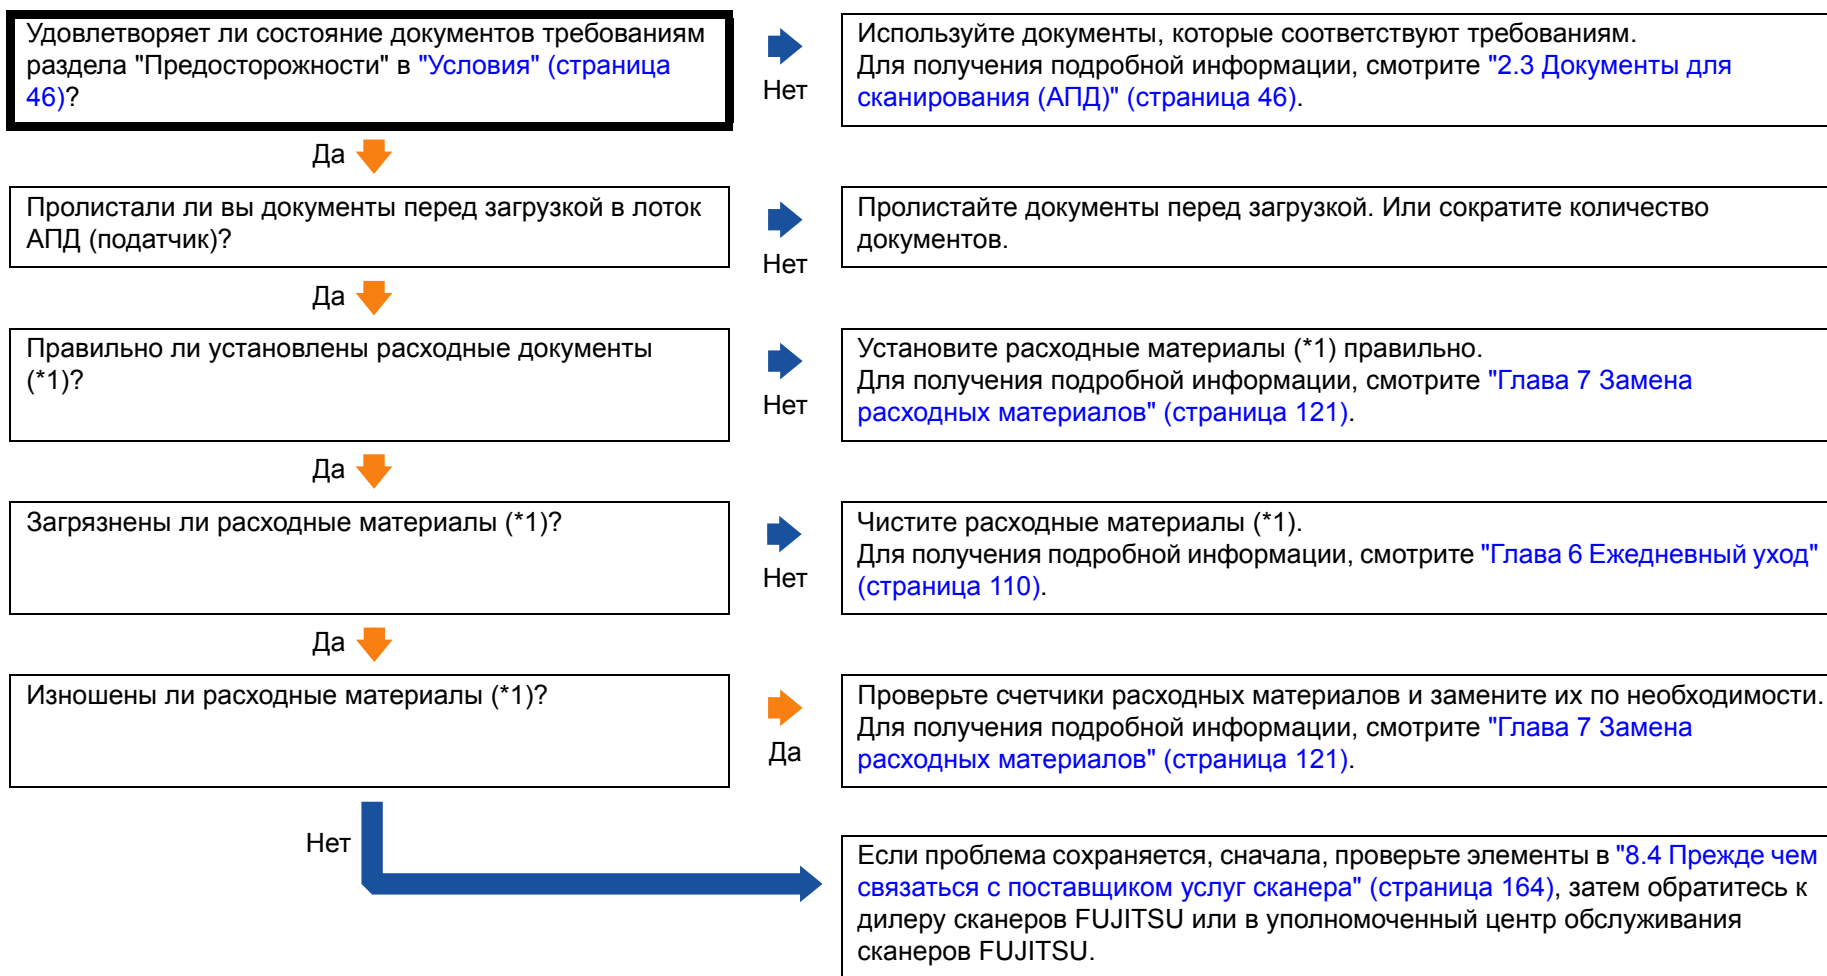 Удовлетворяет ли состояние документов требованиям
раздела "Предосторожности" в "Условия" (страница
46)?
Нет
Используйте документы, которые соответствуют требованиям.
Для получения подробной информации, смотрите "2.3 Документы для
сканирования (АПД)" (страница 46).
Да
Пролистали ли вы документы перед загрузкой в лоток
АПД (податчик)?
Нет
Пролистайте документы перед загрузкой. Или сократите количество
документов.
Да
Правильно ли установлены расходные документы
(*1)?
Нет
Установите расходные материалы (*1) правильно.
Для получения подробной информации, смотрите "Глава 7 Замена
расходных материалов" (страница 121).
Да
Загрязнены ли расходные материалы (*1)?
Нет
Чистите расходные материалы (*1).
Для получения подробной информации, смотрите "Глава 6 Ежедневный уход"
(страница 110).
Да
Изношены ли расходные материалы (*1)?
Да
Проверьте счетчики расходных материалов и замените их по необходимости.
Для получения подробной информации, смотрите "Глава 7 Замена
расходных материалов" (страница 121).
Нет
Если проблема сохраняется, сначала, проверьте элементы в "8.4 Прежде чем
связаться с поставщиком услуг сканера" (страница 164), затем обратитесь к
дилеру сканеров FUJITSU или в уполномоченный центр обслуживания
сканеров FUJITSU.